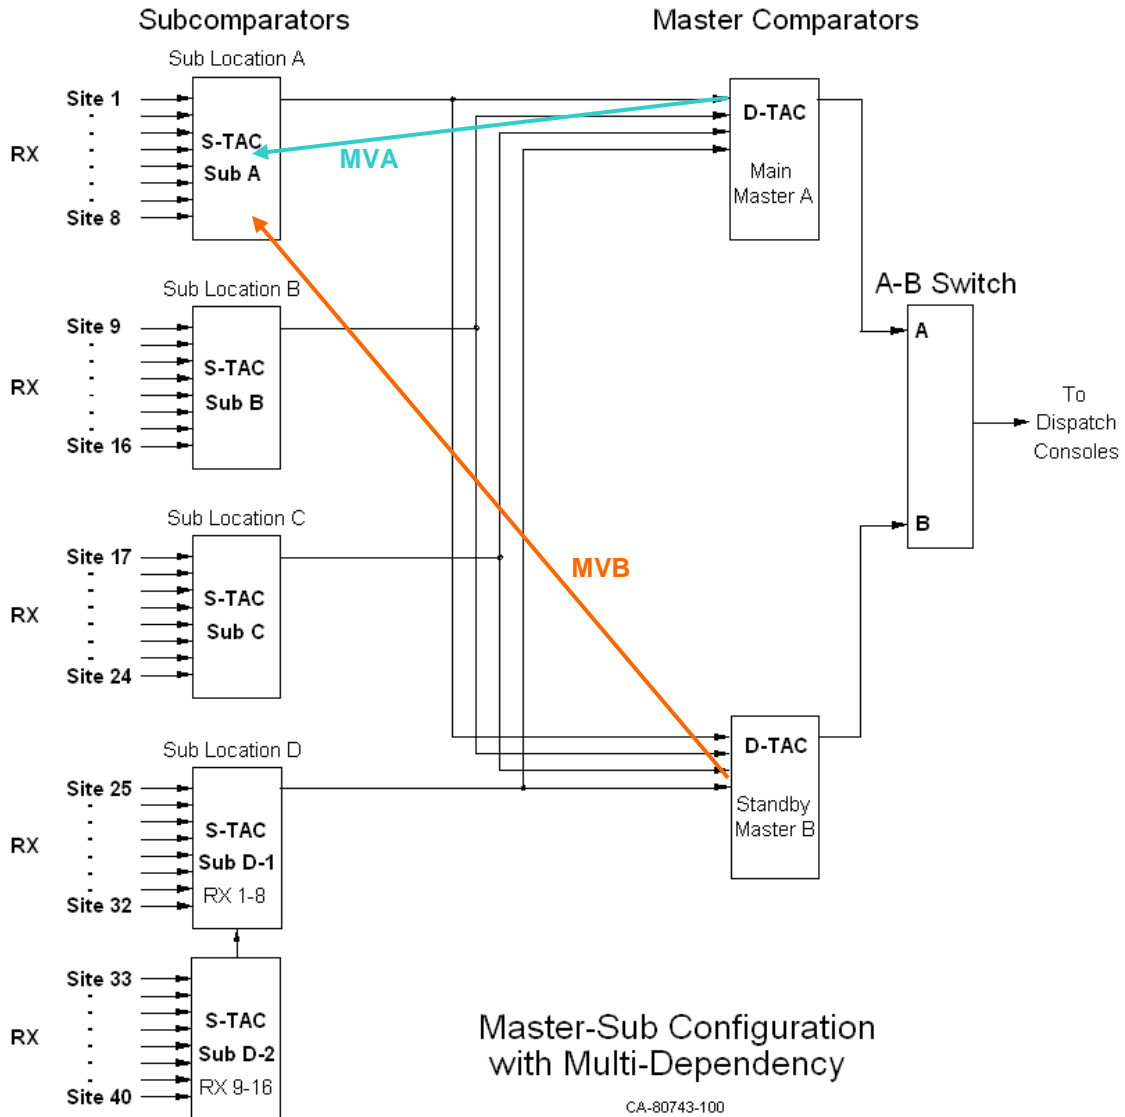 Subcomparators
Master Comparators
Sub Location A
Site 1
RX
Site 8
S-TAC
Sub A
MVA
D-TAC
Main
Master A
Sub Location B
Site 9
RX
Site 16
S-TAC
Sub B
A-B Switch
A
B
To
Dispatch
Consoles
Sub Location C
Site 17
RX
Site 24
S-TAC
Sub C
MVB
Sub Location D
Site 25
RX
Site 32
S-TAC
Sub D-1
RX 1-8
D-TAC
Standby
Master B
Site 33
RX
Site 40
S-TAC
Sub D-2
RX 9-16
Master-Sub Configuration
with Multi-Dependency
CA-80743-100